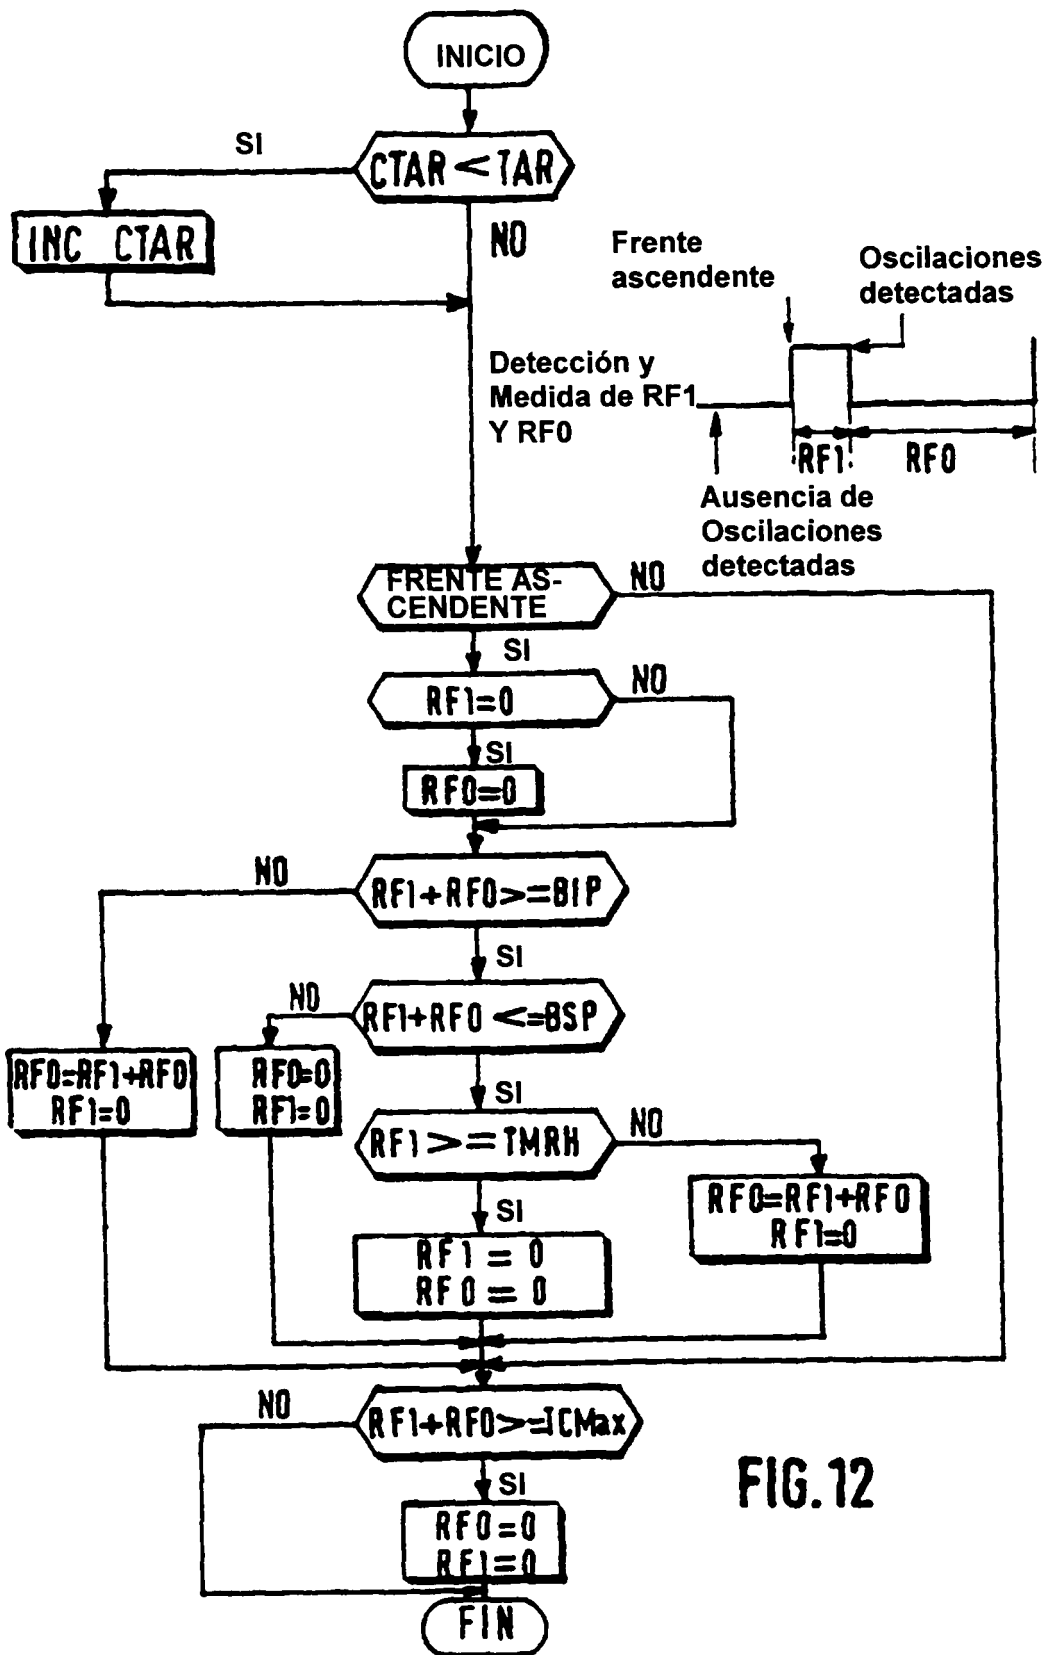 INICIO
SI
CTAR < TAR
INC CTAR
NO
Frente
ascendente
Oscilaciones
detectadas
Detección y
Medida de RF1
Y RF0
RF1
RF0
Ausencia de
Oscilaciones
detectadas
FRENTE AS-
CENDENTE
NO
SI
RF1=0
NO
SI
RF0=0
NO
RF1+RF0>=BIP
SI
NO
RF1+RF0 <=BSP
RF0=RF1+RF0
RF1=0
RF0=0
RF1=0
SI
RF1 >= TMRH
NO
RF0=RF1+RF0
RF1=0
SI
RF1 = 0
RF0 = 0
NO
RF1+RF0>=TCMax
SI
FIG.12
RF0=0
RF1=0
FIN